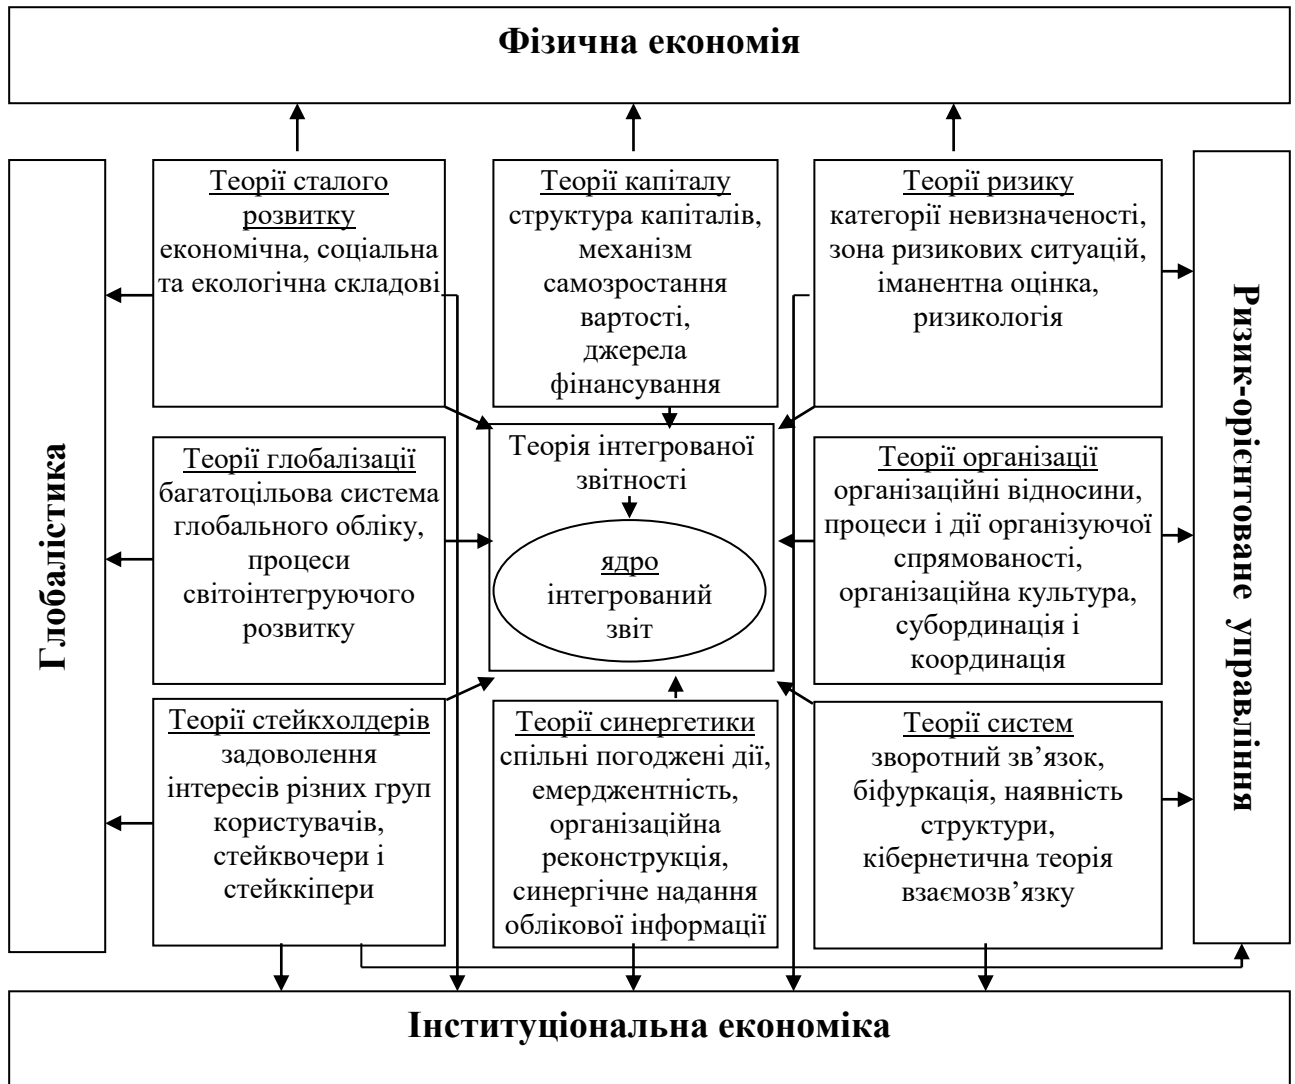 Фізична економія
Глобалістика
Теорії сталого
розвитку
економічна, соціальна
та екологічна складові
Теорії капіталу
структура капіталів,
механізм
самозростання
вартості,
джерела
фінансування
Теорії ризику
категорії невизначеності,
зона ризикових ситуацій,
іманентна оцінка,
ризикологія
Теорії глобалізації
багатоцільова система
глобального обліку,
процеси
світоінтегруючого
розвитку
Теорія інтегрованої
звітності
ядро
інтегрований
звіт
Теорії організації
організаційні відносини,
процеси і дії організуючої
спрямованості,
організаційна культура,
субординація і
координація
Теорії стейкхолдерів
задоволення
інтересів різних груп
користувачів,
стейквочери і
стейккіпери
Теорії синергетики
спільні погоджені дії,
емерджентність,
організаційна
реконструкція,
синергічне надання
облікової інформації
Теорії систем
зворотний зв’язок,
біфуркація, наявність
структури,
кібернетична теорія
взаємозв’язку
Ризик-орієнтоване управління
Інституціональна економіка